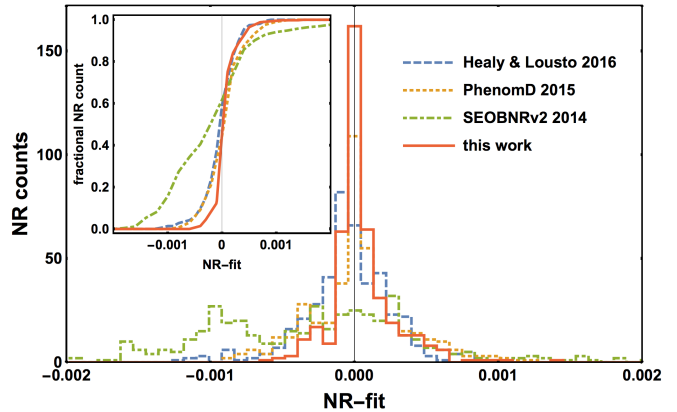 150
100
50
0
NR counts
1.0
0.8
0.6
0.4
0.2
0.0
fractional NR count
−0.001
0
0.001
NR−fit
Healy & Lousto 2016
PhenomD 2015
SEOBNRv2 2014
this work
−0.002
−0.001
0.000
0.001
0.002
NR−fit